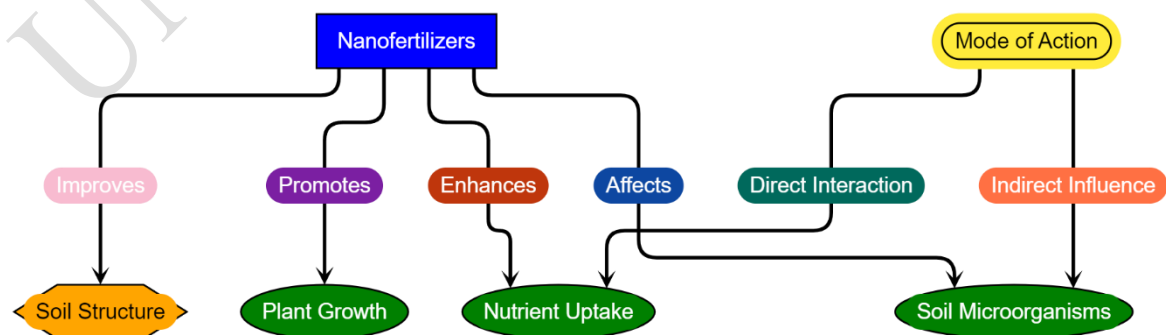 Nanofertilizers
Mode of Action
Improves
Promotes
Enhances
Affects
Direct Interaction
Indirect Influence
Soil Structure
Plant Growth
Nutrient Uptake
Soil Microorganisms